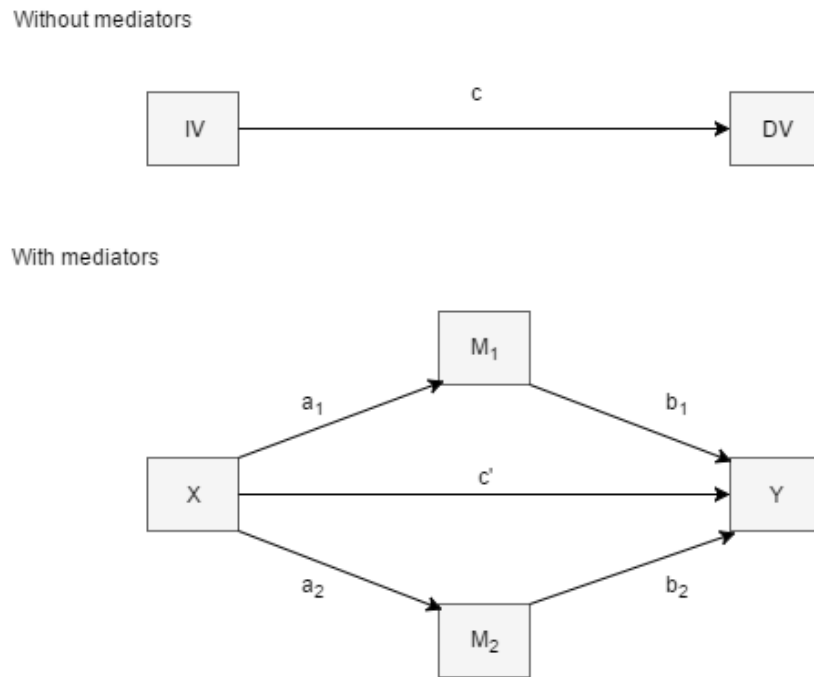 Without mediators
c
IV
DV
With mediators
M₁
a₁
b₁
c'
X
Y
a₂
b₂
M₂